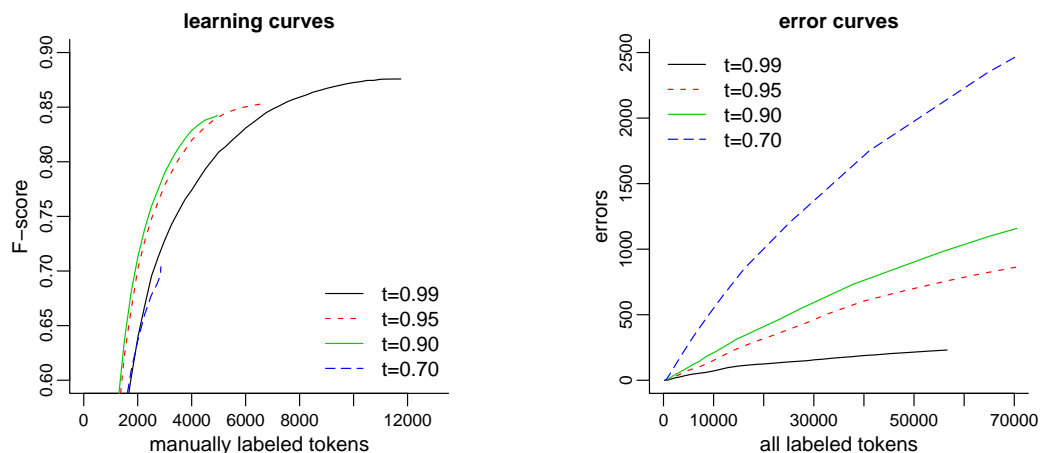 learning curves
F−score
0.60 0.65 0.70 0.75 0.80 0.85 0.90
t=0.99
t=0.95
t=0.90
t=0.70
0 2000 4000 6000 8000 12000
manually labeled tokens
error curves
errors
0 500 1000 1500 2000 2500
t=0.99
t=0.95
t=0.90
t=0.70
0 10000 30000 50000 70000
all labeled tokens